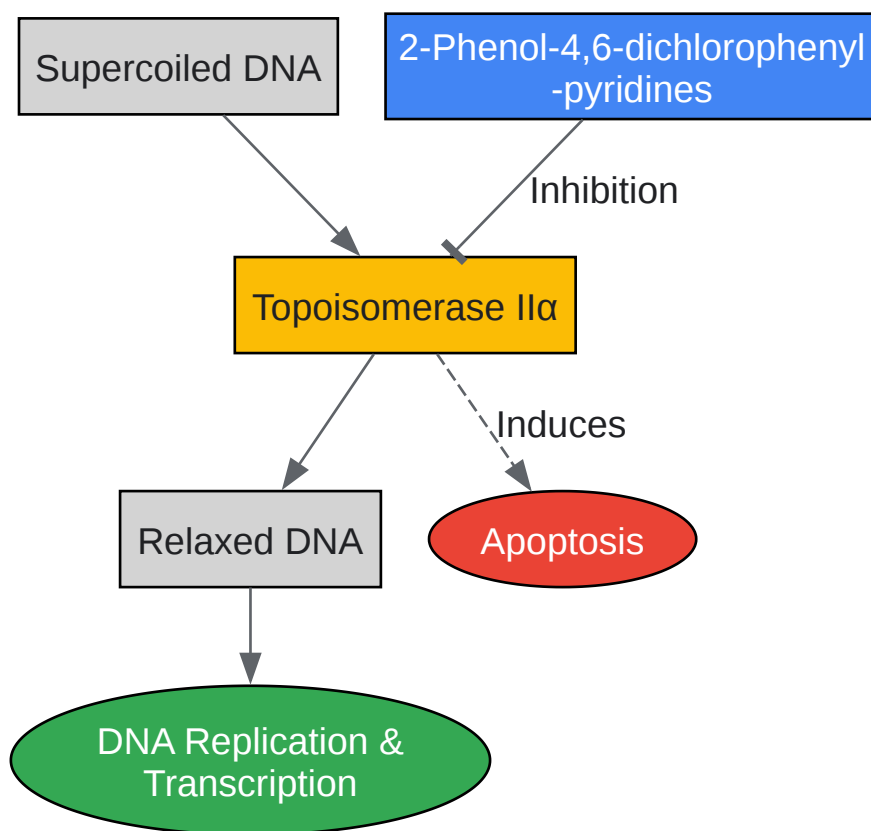 Supercoiled DNA
2-Phenol-4,6-dichlorophenyl
-pyridines
Inhibition
Topoisomerase IIα
Induces
Relaxed DNA
Apoptosis
DNA Replication &
Transcription